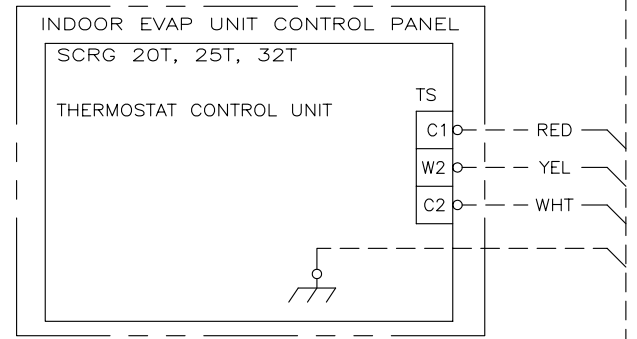 INDOOR EVAP UNIT CONTROL PANEL
SCRG 20T, 25T, 32T
TS
THERMOSTAT CONTROL UNIT
C1 RED
W2 YEL
C2 WHT